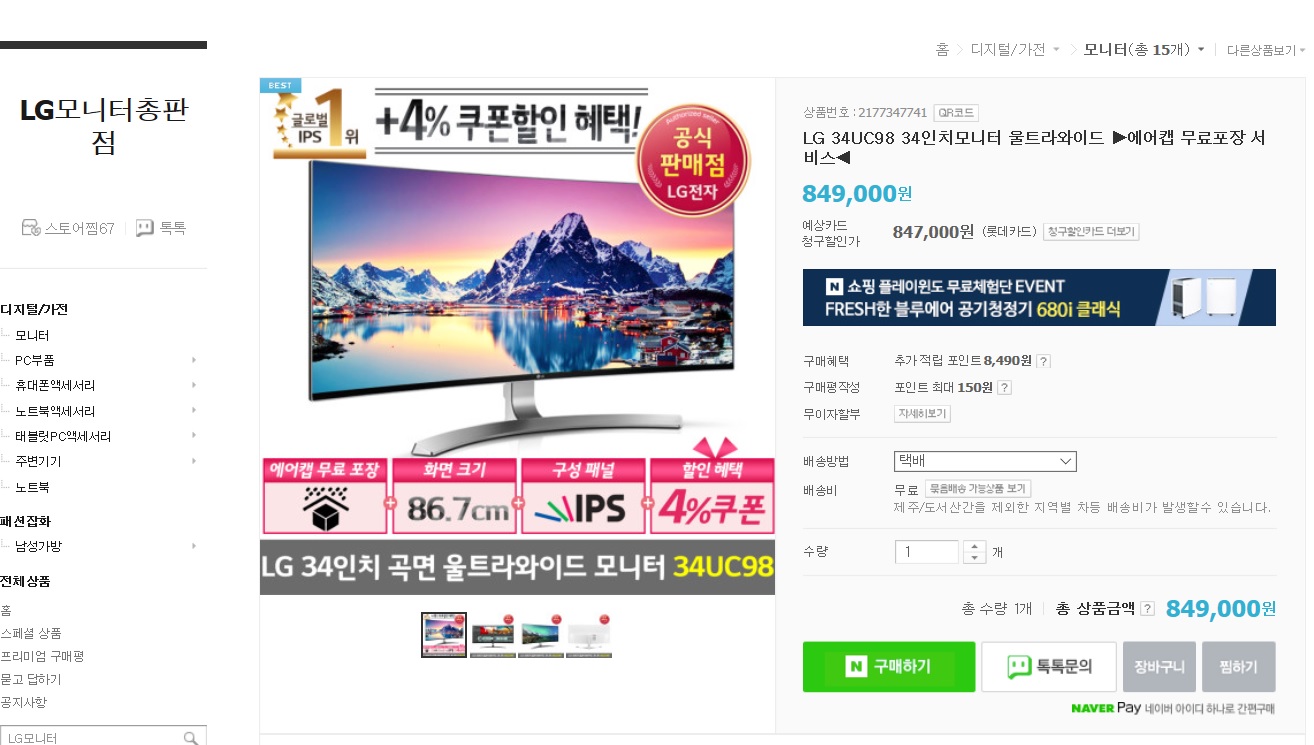 홈 디지털/가전 모니터(총 15개) 다른상품보기
LG모니터총판
점
스토어찜67 톡톡
디지털/가전
모니터
PC부품
휴대폰액세서리
노트북액세서리
태블릿PC액세서리
주변기기
노트북
패션잡화
남성가방
전체상품
홈
스페셜 상품
프리미엄 구매평
묻고 답하기
공지사항
LG모니터
BEST
글로벌
IPS 1위
+4% 쿠폰할인 혜택!
authorized seller
공식
판매점
LG전자
에어캡 무료 포장 화면 크기 구성 패널 할인 혜택
86.7cm IPS 4%쿠폰
LG 34인치 곡면 울트라와이드 모니터 34UC98
상품번호 : 2177347741 QR코드
LG 34UC98 34인치모니터 울트라와이드 ▶에어캡 무료포장 서
비스◀
849,000원
예상카드
청구할인가
847,000원 (롯데카드) 청구할인카드 더보기
N 쇼핑 플레이윈도 무료체험단 EVENT
FRESH한 블루에어 공기청정기 680i 클래식
구매혜택 추가 적립 포인트 8,490원 ?
구매평작성 포인트 최대 150원 ?
무이자할부 자세히보기
배송방법 택배
배송비 무료 묶음배송 가능상품 보기
제주/도서산간을 제외한 지역별 차등 배송비가 발생할수 있습니다.
수량 1 개
총 수량 1개 총 상품금액 ? 849,000원
N 구매하기 톡톡문의 장바구니 찜하기
NAVER Pay 네이버 아이디 하나로 간편구매